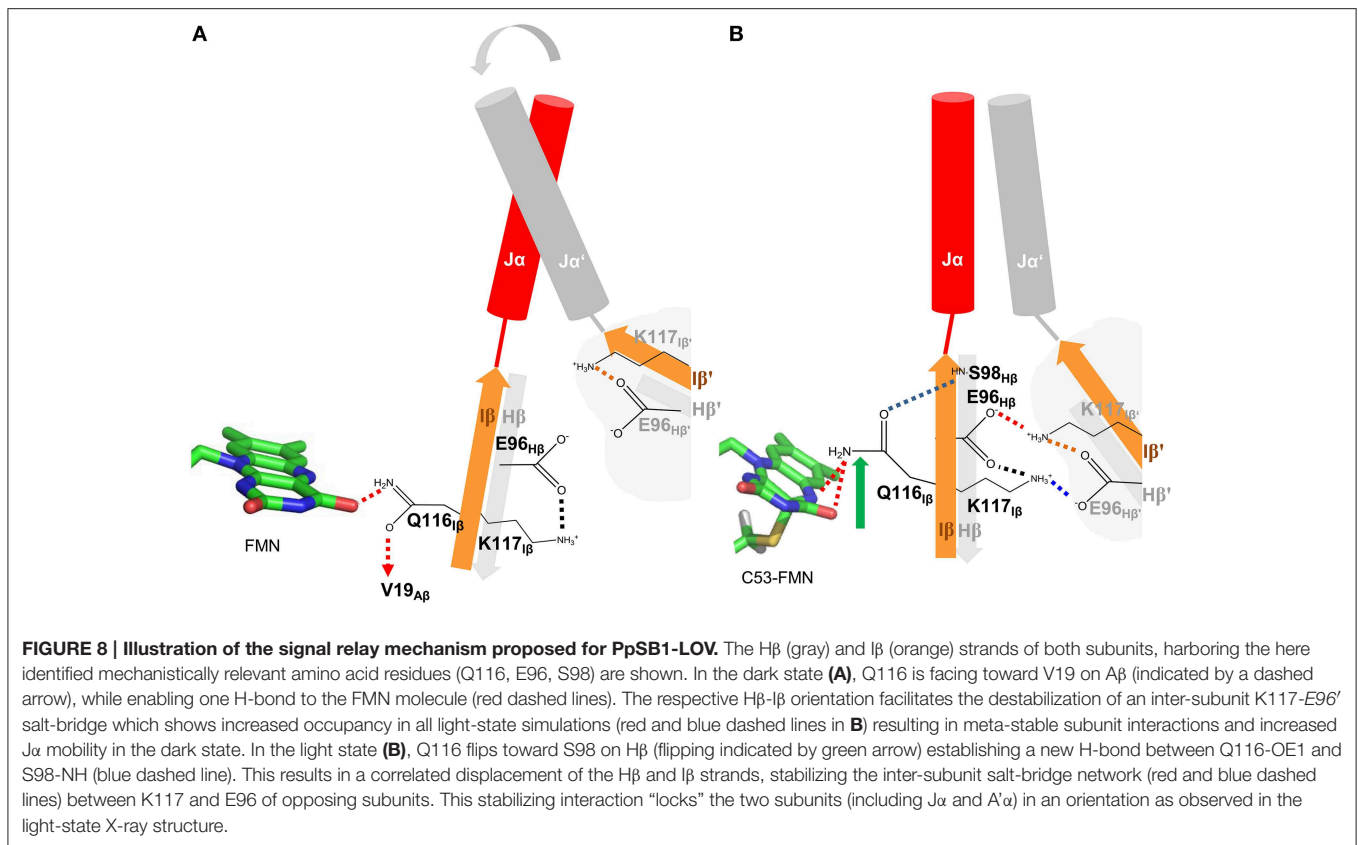 A
B
Jα
Jα‘
Jα
Jα‘
K117Iβ'
+H3N
O
Iβ'
-O
E96Hβ'
Hβ'
Iβ
Hβ
E96Hβ
O-
O
H2N
Q116Iβ
K117Iβ
NH3+
O
FMN
V19Aβ
HN-S98Hβ
E96Hβ
O
O-
K117Iβ'
+H3N
Iβ'
H2N
O
O
Q116Iβ
K117Iβ
NH3+
-O
Hβ'
E96Hβ'
Iβ
Hβ
C53-FMN
FIGURE 8 | Illustration of the signal relay mechanism proposed for PpSB1-LOV. The Hβ (gray) and Iβ (orange) strands of both subunits, harboring the here
identified mechanistically relevant amino acid residues (Q116, E96, S98) are shown. In the dark state (A), Q116 is facing toward V19 on Aβ (indicated by a dashed
arrow), while enabling one H-bond to the FMN molecule (red dashed lines). The respective Hβ-Iβ orientation facilitates the destabilization of an inter-subunit K117-E96′
salt-bridge which shows increased occupancy in all light-state simulations (red and blue dashed lines in B) resulting in meta-stable subunit interactions and increased
Jα mobility in the dark state. In the light state (B), Q116 flips toward S98 on Hβ (flipping indicated by green arrow) establishing a new H-bond between Q116-OE1 and
S98-NH (blue dashed line). This results in a correlated displacement of the Hβ and Iβ strands, stabilizing the inter-subunit salt-bridge network (red and blue dashed
lines) between K117 and E96 of opposing subunits. This stabilizing interaction “locks” the two subunits (including Jα and A’α) in an orientation as observed in the
light-state X-ray structure.